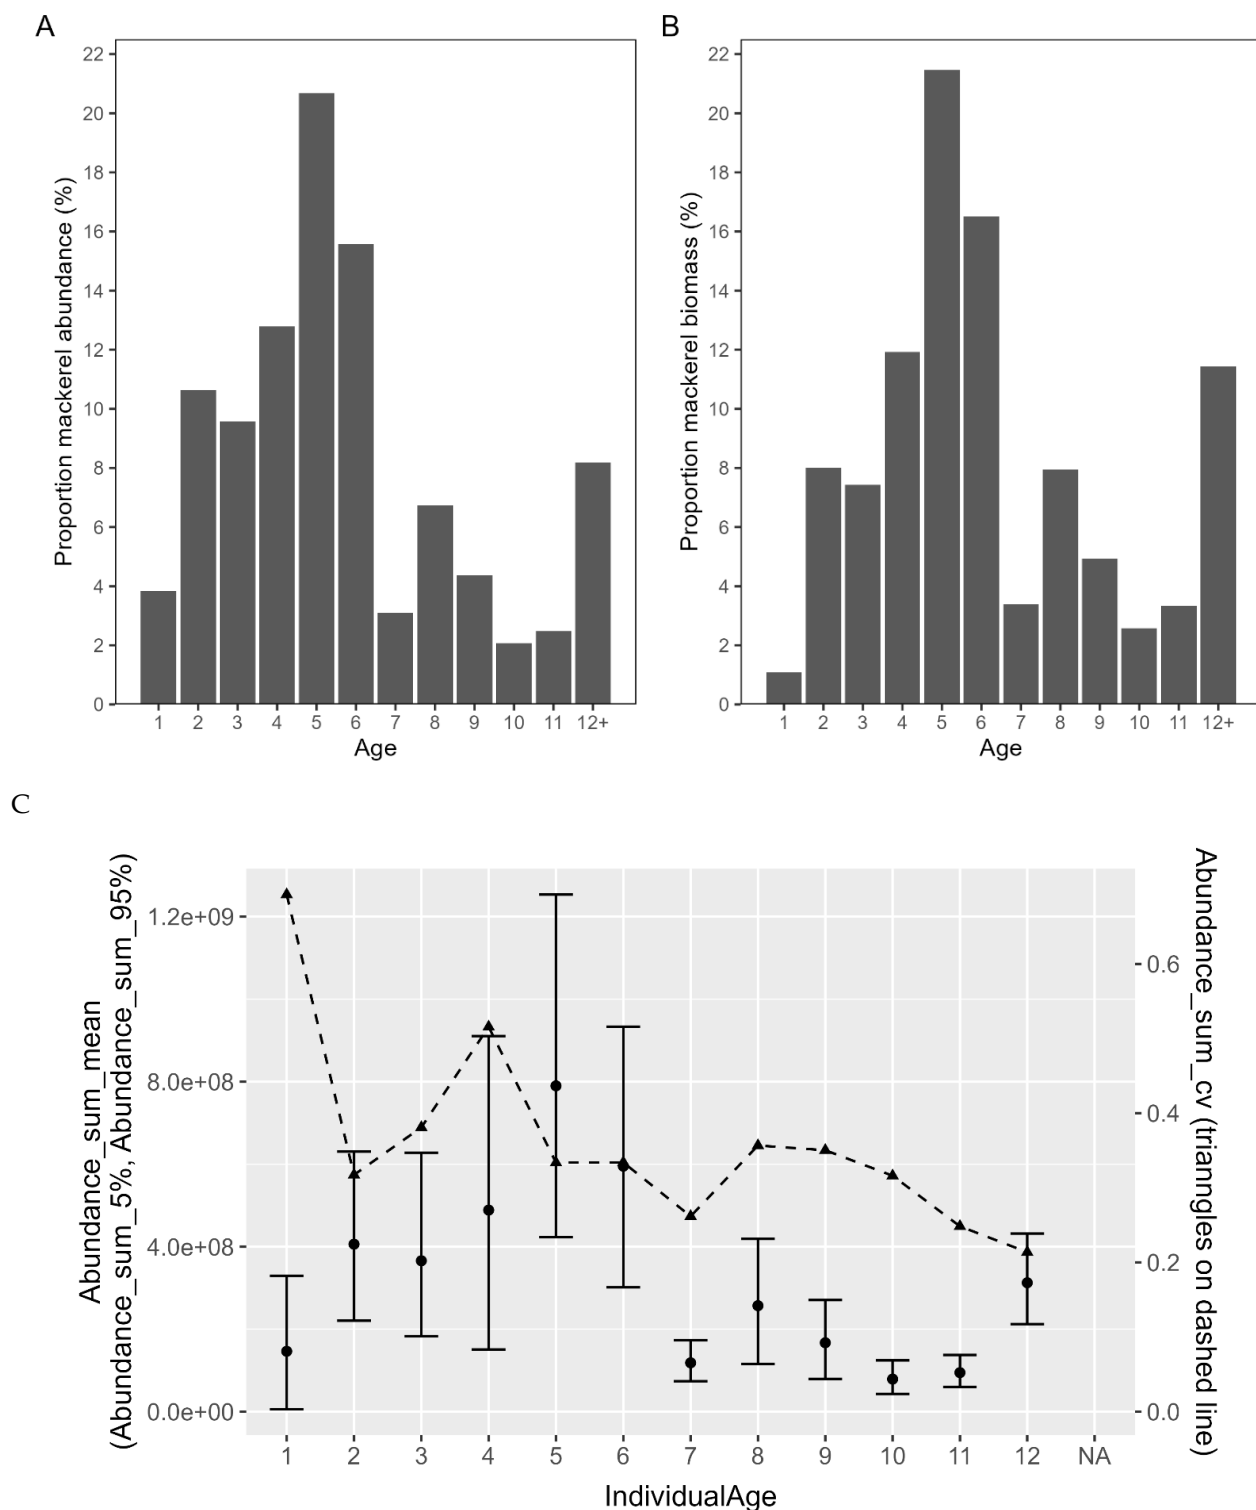 A
Proportion mackerel abundance (%)
22
20
18
16
14
12
10
8
6
4
2
0
1 2 3 4 5 6 7 8 9 10 11 12+
Age
B
Proportion mackerel biomass (%)
22
20
18
16
14
12
10
8
6
4
2
0
1 2 3 4 5 6 7 8 9 10 11 12+
Age
C
Abundance_sum_mean
(Abundance_sum_5%, Abundance_sum_95%)
1.2e+09
8.0e+08
4.0e+08
0.0e+00
0.6
0.4
0.2
0.0
Abundance_sum_cv (trianngles on dashed line)
1 2 3 4 5 6 7 8 9 10 11 12 NA
IndividualAge